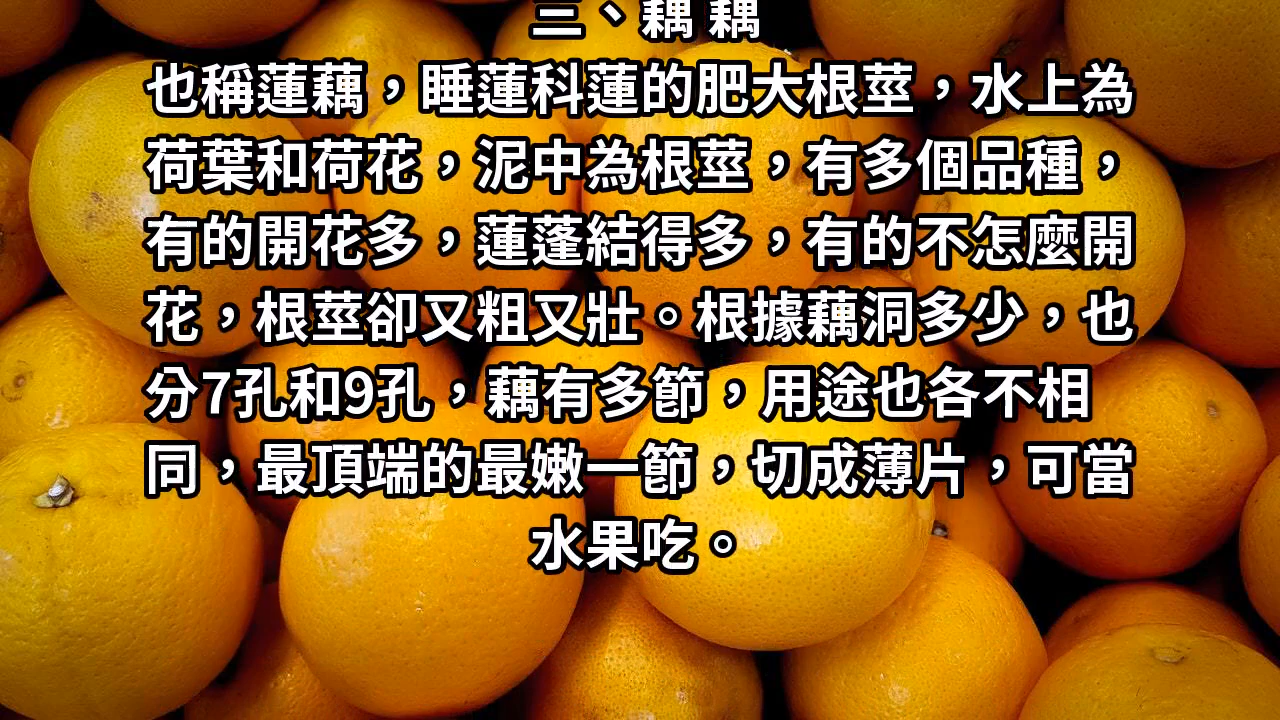 三、藕 藕
也稱蓮藕，睡蓮科蓮的肥大根莖，水上為
荷葉和荷花，泥中為根莖，有多個品種，
有的開花多，蓮蓬結得多，有的不怎麼開
花，根莖卻又粗又壯。根據藕洞多少，也
分7孔和9孔，藕有多節，用途也各不相
同，最頂端的最嫩一節，切成薄片，可當
水果吃。